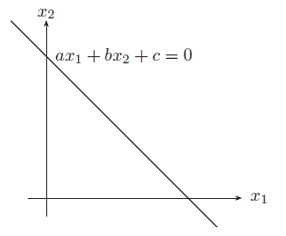 x₂
ax₁ + bx₂ + c = 0
x₁